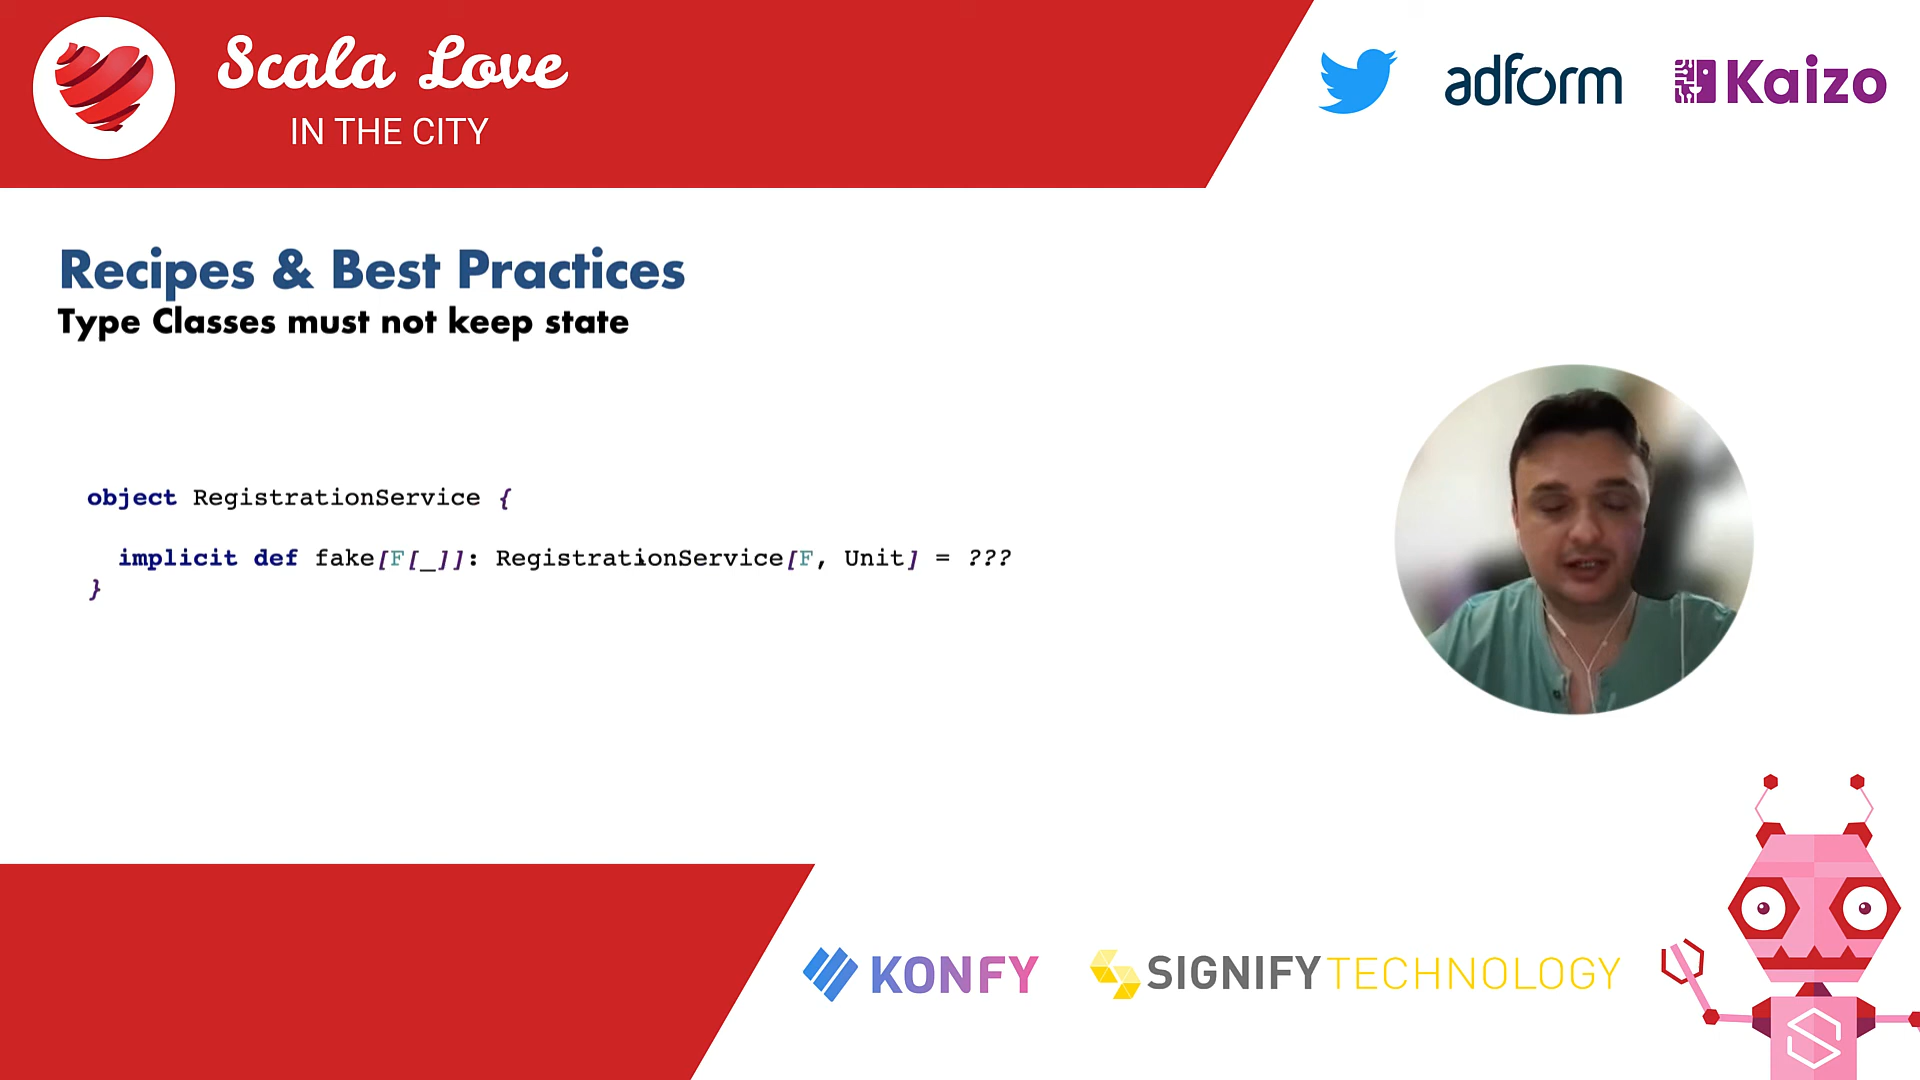 Scala Love
IN THE CITY
adform
Kaizo
Recipes & Best Practices
Type Classes must not keep state
object RegistrationService {
implicit def fake[F[_]]: RegistrationService[F, Unit] = ???
}
KONFY
SIGNIFY TECHNOLOGY